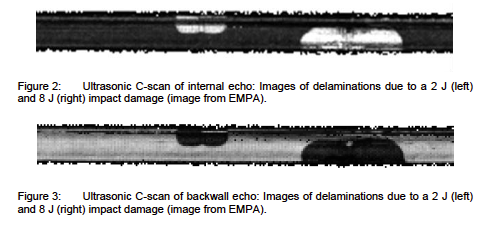 Figure 2: Ultrasonic C-scan of internal echo: Images of delaminations due to a 2 J (left)
and 8 J (right) impact damage (image from EMPA).
Figure 3: Ultrasonic C-scan of backwall echo: Images of delaminations due to a 2 J (left)
and 8 J (right) impact damage (image from EMPA).